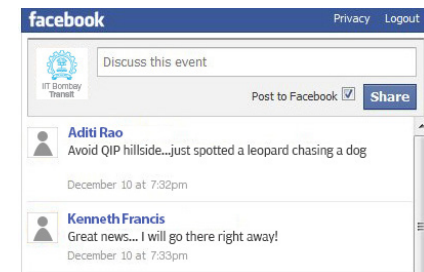 facebook
Privacy Logout
Discuss this event
IIT Bombay
Transit
Post to Facebook
Share
Aditi Rao
Avoid QIP hillside...just spotted a leopard chasing a dog
December 10 at 7:32pm
Kenneth Francis
Great news... I will go there right away!
December 10 at 7:33pm